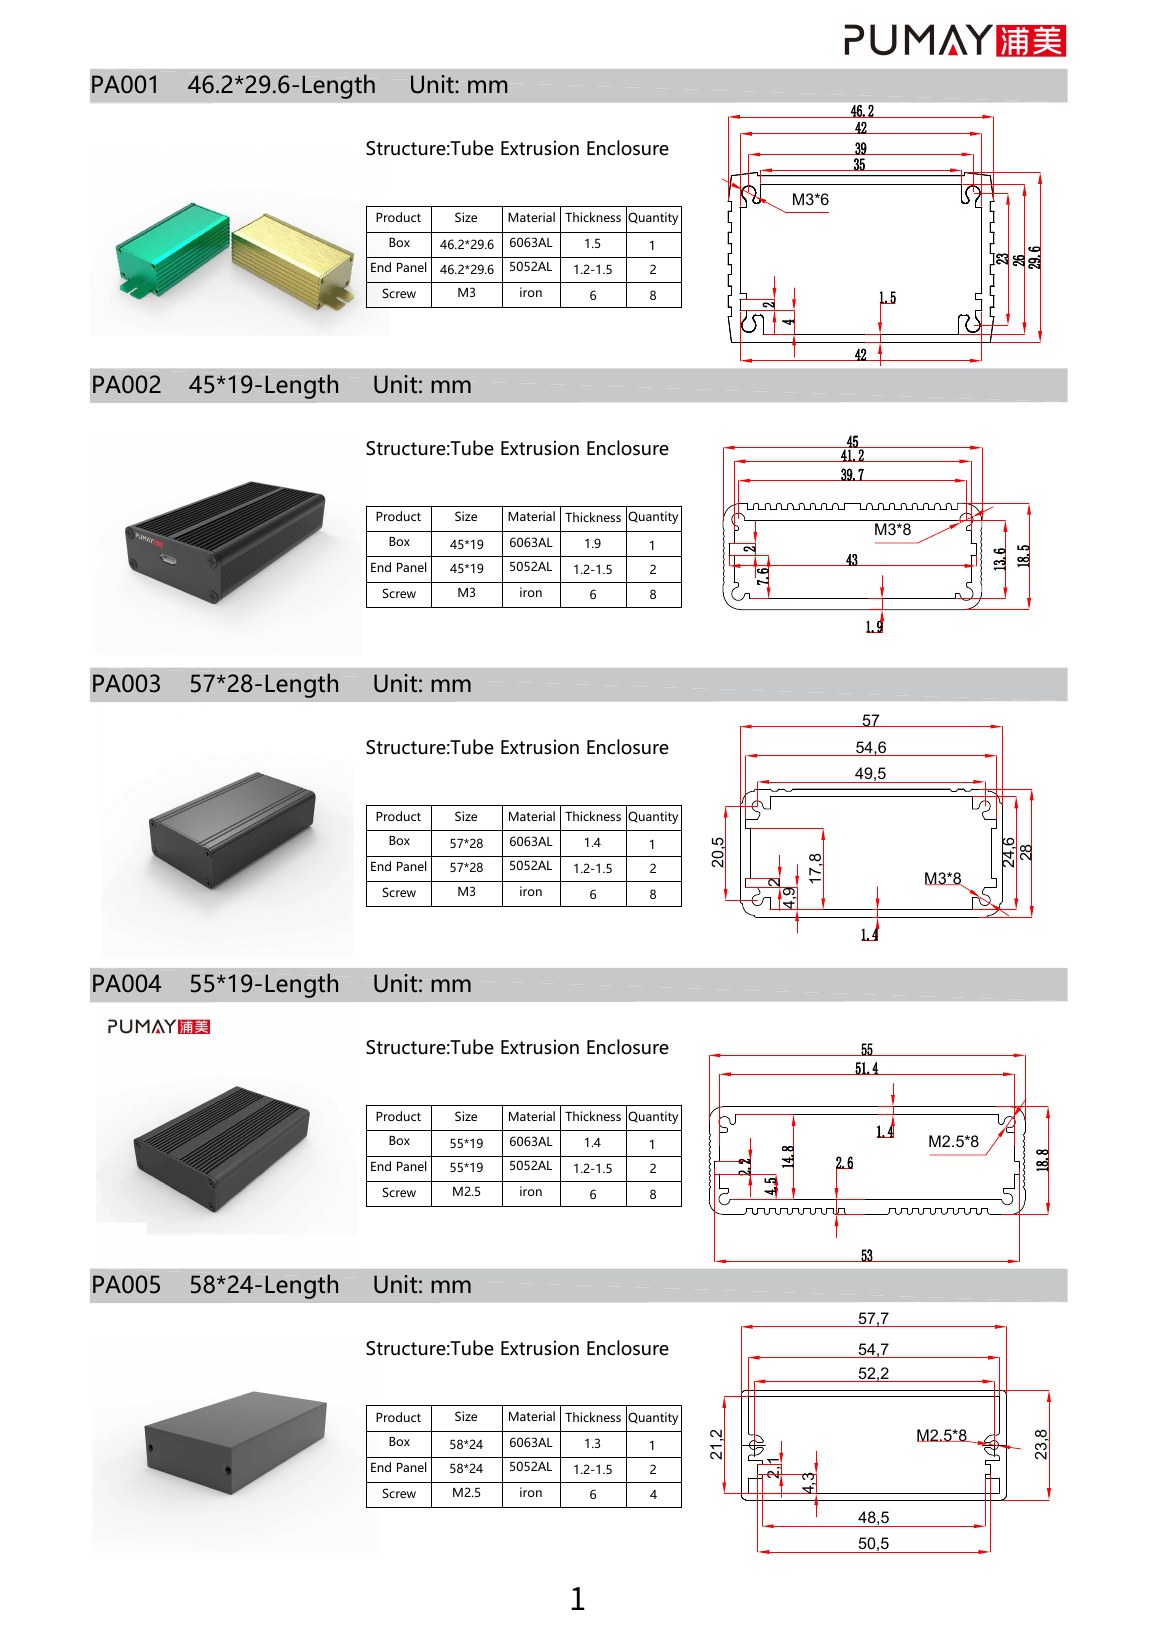 PUMAY浦美
PA001 46.2*29.6-Length Unit: mm
Structure:Tube Extrusion Enclosure
Product Size Material Thickness Quantity
Box 46.2*29.6 6063AL 1.5 1
End Panel 46.2*29.6 5052AL 1.2-1.5 2
Screw M3 iron 6 8
46.2
42
39
35
M3*6
23
26
29.6
2
4
1.5
42
PA002 45*19-Length Unit: mm
Structure:Tube Extrusion Enclosure
PUMAY浦美
Product Size Material Thickness Quantity
Box 45*19 6063AL 1.9 1
End Panel 45*19 5052AL 1.2-1.5 2
Screw M3 iron 6 8
45
41.2
39.7
M3*8
2
7.6
43
13.6
18.5
1.9
PA003 57*28-Length Unit: mm
Structure:Tube Extrusion Enclosure
Product Size Material Thickness Quantity
Box 57*28 6063AL 1.4 1
End Panel 57*28 5052AL 1.2-1.5 2
Screw M3 iron 6 8
57
54,6
49,5
20,5
2
4,9
17,8
M3*8
24,6
28
1.4
PA004 55*19-Length Unit: mm
PUMAY浦美
Structure:Tube Extrusion Enclosure
Product Size Material Thickness Quantity
Box 55*19 6063AL 1.4 1
End Panel 55*19 5052AL 1.2-1.5 2
Screw M2.5 iron 6 8
55
51.4
1.4
M2.5*8
2.2
4.5
14.8
2.6
18.8
53
PA005 58*24-Length Unit: mm
Structure:Tube Extrusion Enclosure
Product Size Material Thickness Quantity
Box 58*24 6063AL 1.3 1
End Panel 58*24 5052AL 1.2-1.5 2
Screw M2.5 iron 6 4
57,7
54,7
52,2
21,2
M2.5*8
2,1
4,3
23,8
48,5
50,5
1